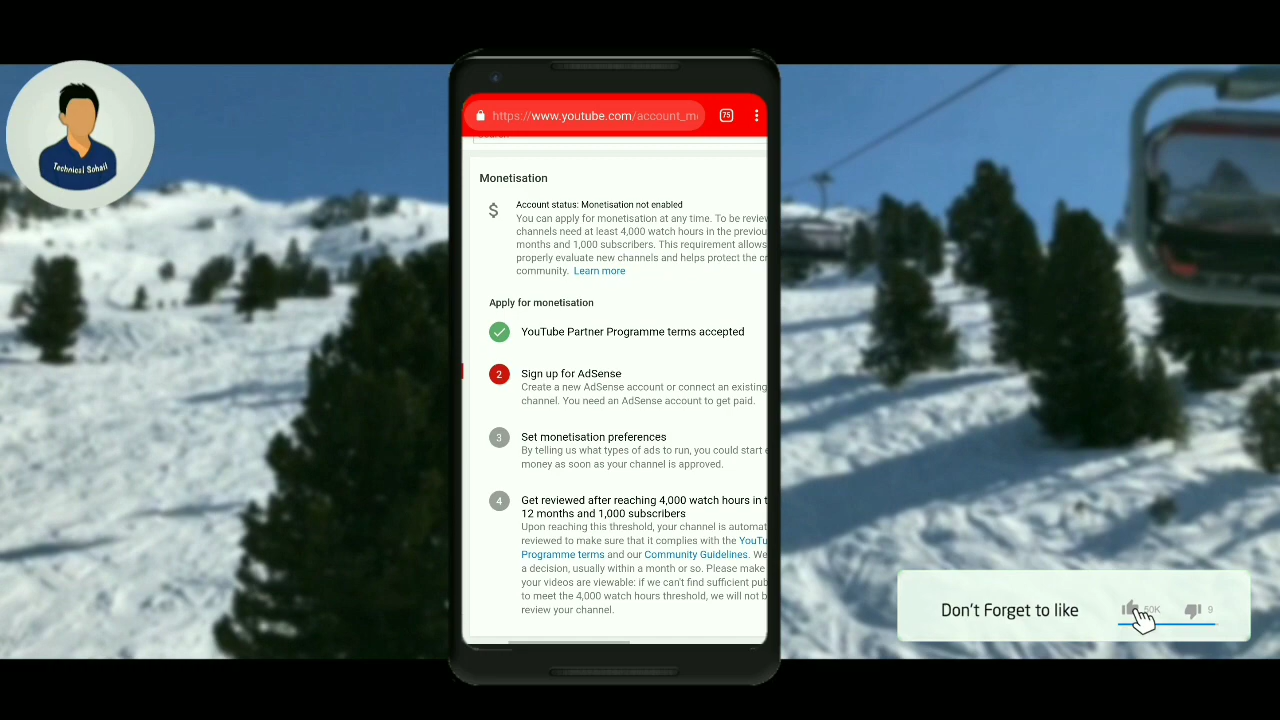 Technical Sohail
https://www.youtube.com/account_m
75
Monetisation
$
Account status: Monetisation not enabled
You can apply for monetisation at any time. To be review
channels need at least 4,000 watch hours in the previou
months and 1,000 subscribers. This requirement allows
properly evaluate new channels and helps protect the cr
community. Learn more
Apply for monetisation
YouTube Partner Programme terms accepted
2 Sign up for AdSense
Create a new AdSense account or connect an existing
channel. You need an AdSense account to get paid.
3 Set monetisation preferences
By telling us what types of ads to run, you could start e
money as soon as your channel is approved.
4 Get reviewed after reaching 4,000 watch hours in t
12 months and 1,000 subscribers
Upon reaching this threshold, your channel is automat
reviewed to make sure that it complies with the YouTu
Programme terms and our Community Guidelines. We
a decision, usually within a month or so. Please make
your videos are viewable: if we can't find sufficient pub
to meet the 4,000 watch hours threshold, we will not b
review your channel.
Don't Forget to like
50K
9